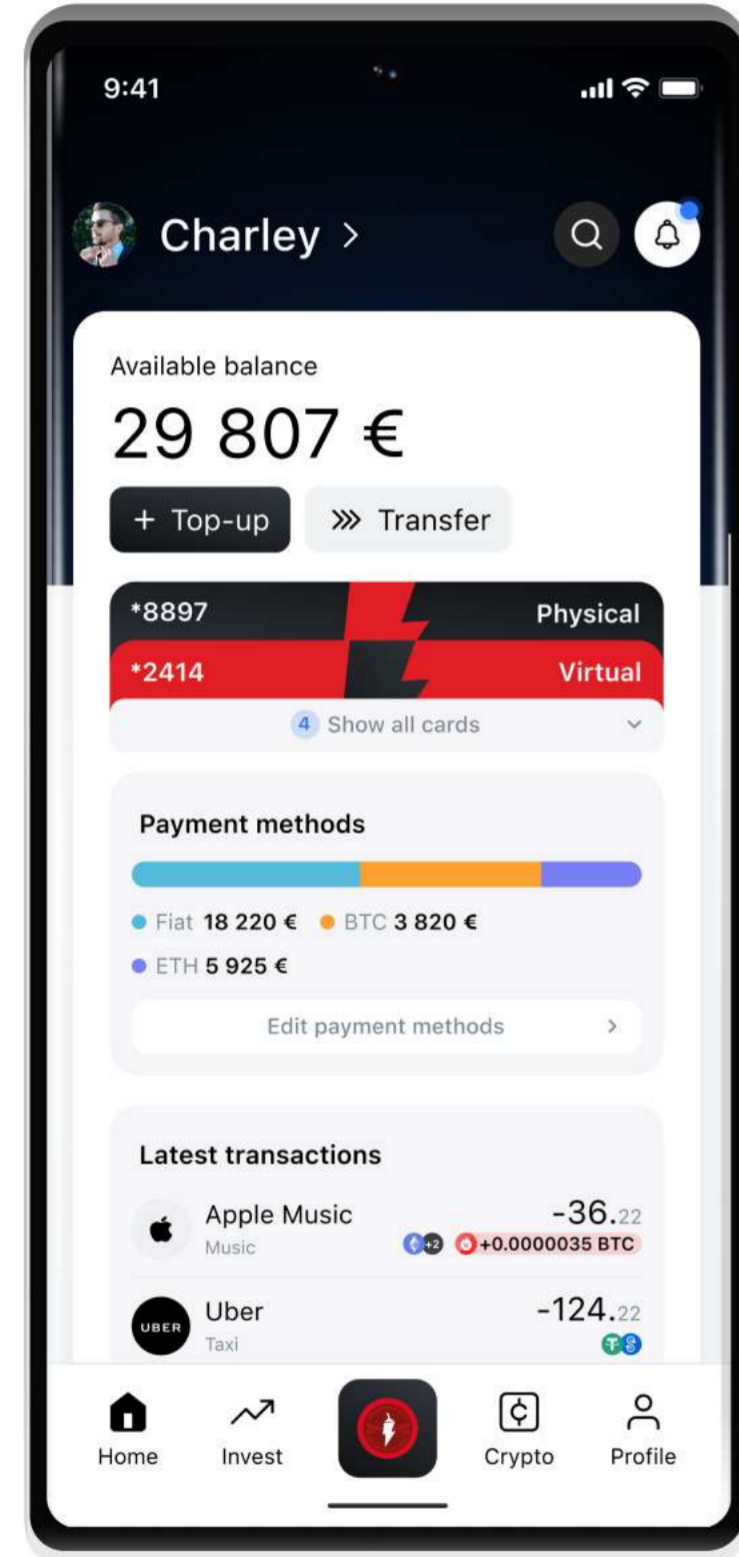 9:41
Charley >
Available balance
29 807 €
+ Top-up Transfer
*8897 Physical
*2414 Virtual
4 Show all cards
Payment methods
Fiat 18 220 € BTC 3 820 €
ETH 5 925 €
Edit payment methods >
Latest transactions
Apple Music -36.22
Music +2 +0.0000035 BTC
UBER Uber -124.22
Taxi
Home Invest Crypto Profile